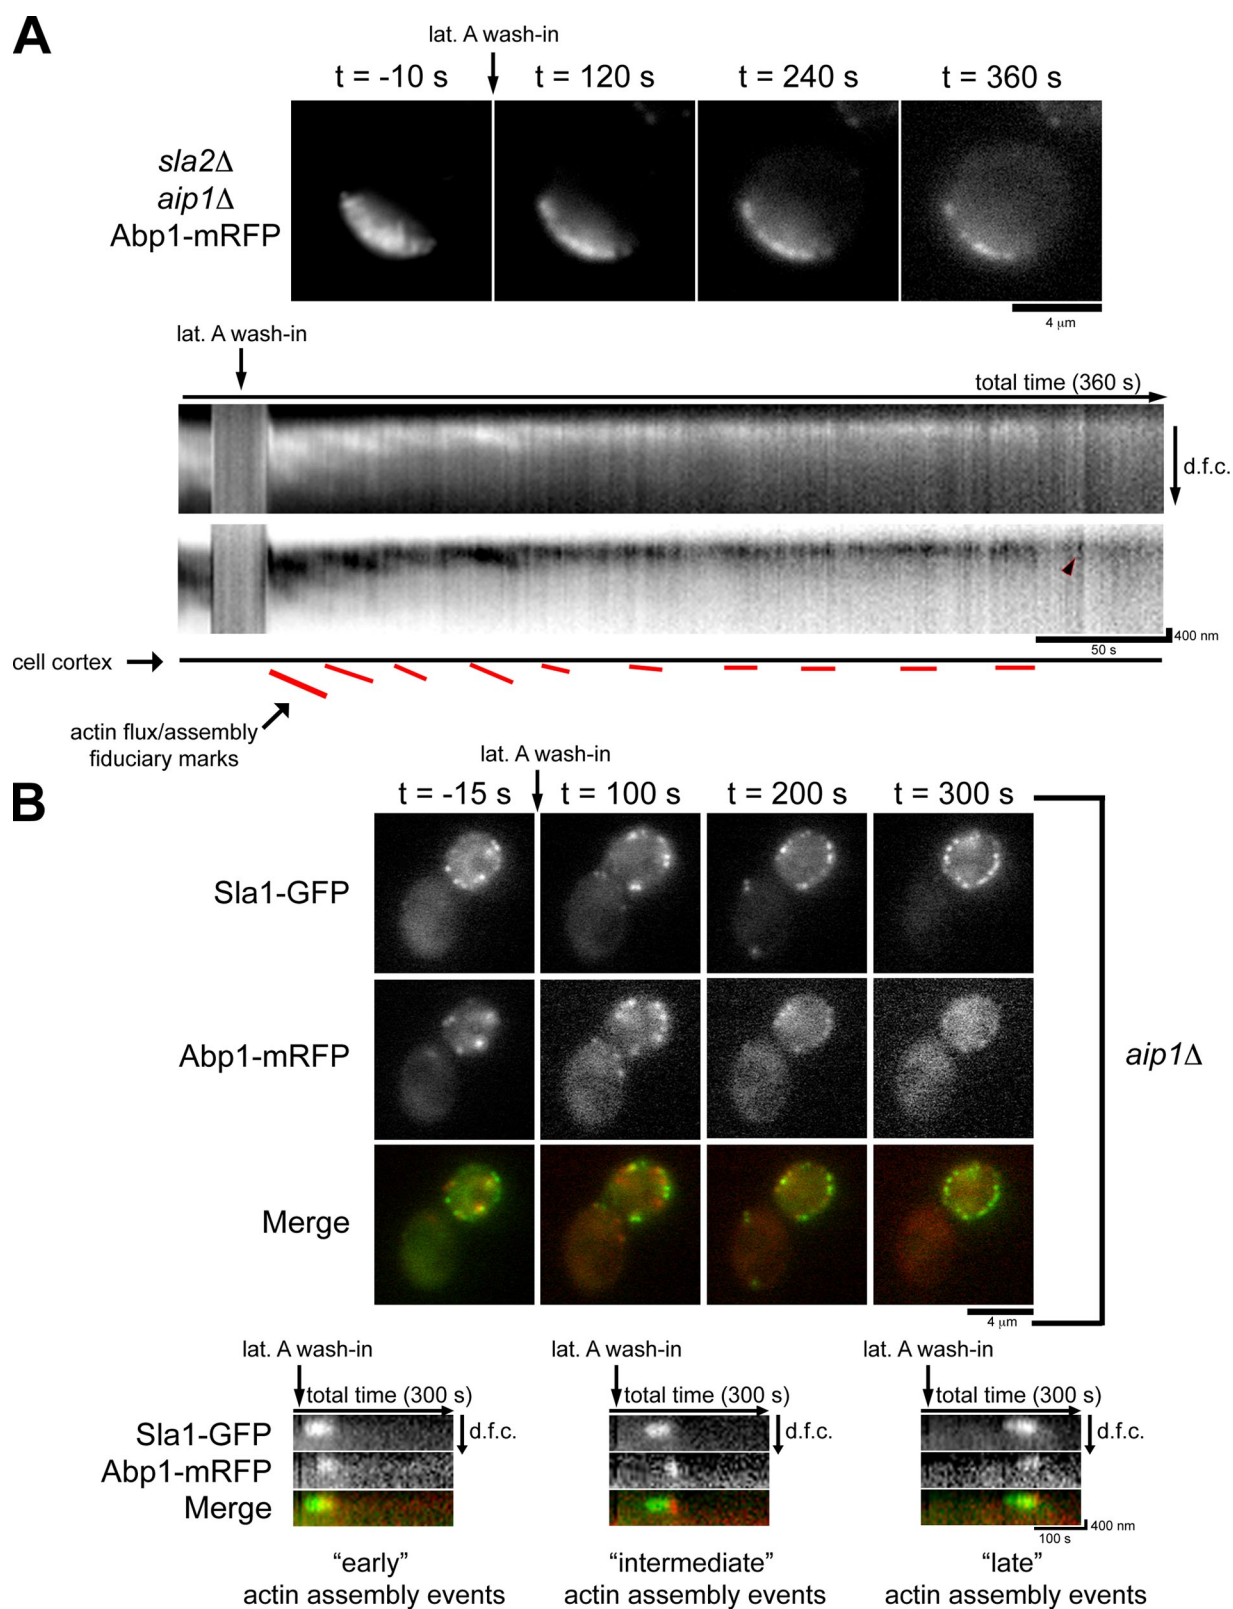 A
lat. A wash-in
t = -10 s
t = 120 s
t = 240 s
t = 360 s
sla2Δ
aip1Δ
Abp1-mRFP
4 μm
lat. A wash-in
total time (360 s)
d.f.c.
400 nm
50 s
cell cortex
actin flux/assembly
fiduciary marks
B
lat. A wash-in
t = -15 s
t = 100 s
t = 200 s
t = 300 s
Sla1-GFP
Abp1-mRFP
aip1Δ
Merge
4 μm
lat. A wash-in
lat. A wash-in
lat. A wash-in
total time (300 s)
total time (300 s)
total time (300 s)
Sla1-GFP
d.f.c.
d.f.c.
d.f.c.
Abp1-mRFP
Merge
400 nm
100 s
“early”
actin assembly events
“intermediate”
actin assembly events
“late”
actin assembly events